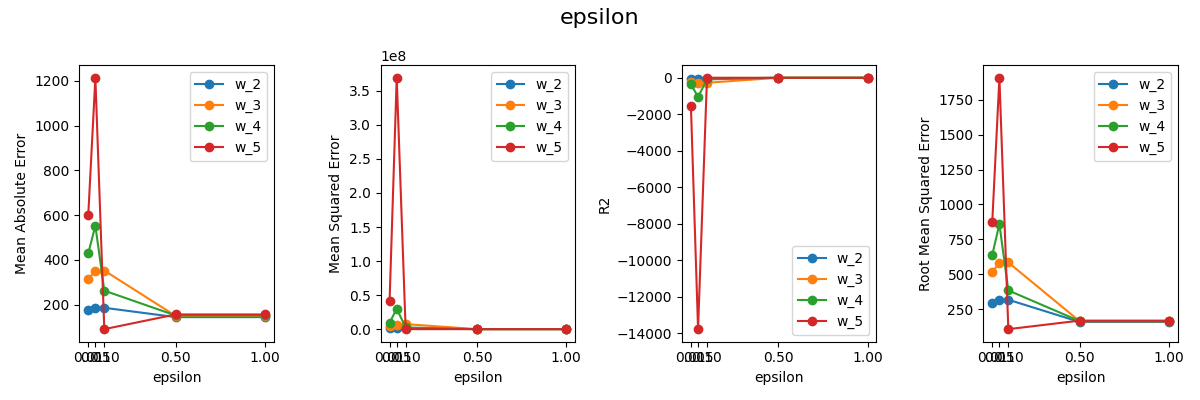 epsilon
Mean Absolute Error
1200
1000
800
600
400
200
w_2
w_3
w_4
w_5
0.50 1.00
epsilon
Mean Squared Error
1e8
3.5
3.0
2.5
2.0
1.5
1.0
0.5
0.0
w_2
w_3
w_4
w_5
0.50 1.00
epsilon
R2
0
−2000
−4000
−6000
−8000
−10000
−12000
−14000
w_2
w_3
w_4
w_5
0.50 1.00
epsilon
Root Mean Squared Error
1750
1500
1250
1000
750
500
250
w_2
w_3
w_4
w_5
0.50 1.00
epsilon